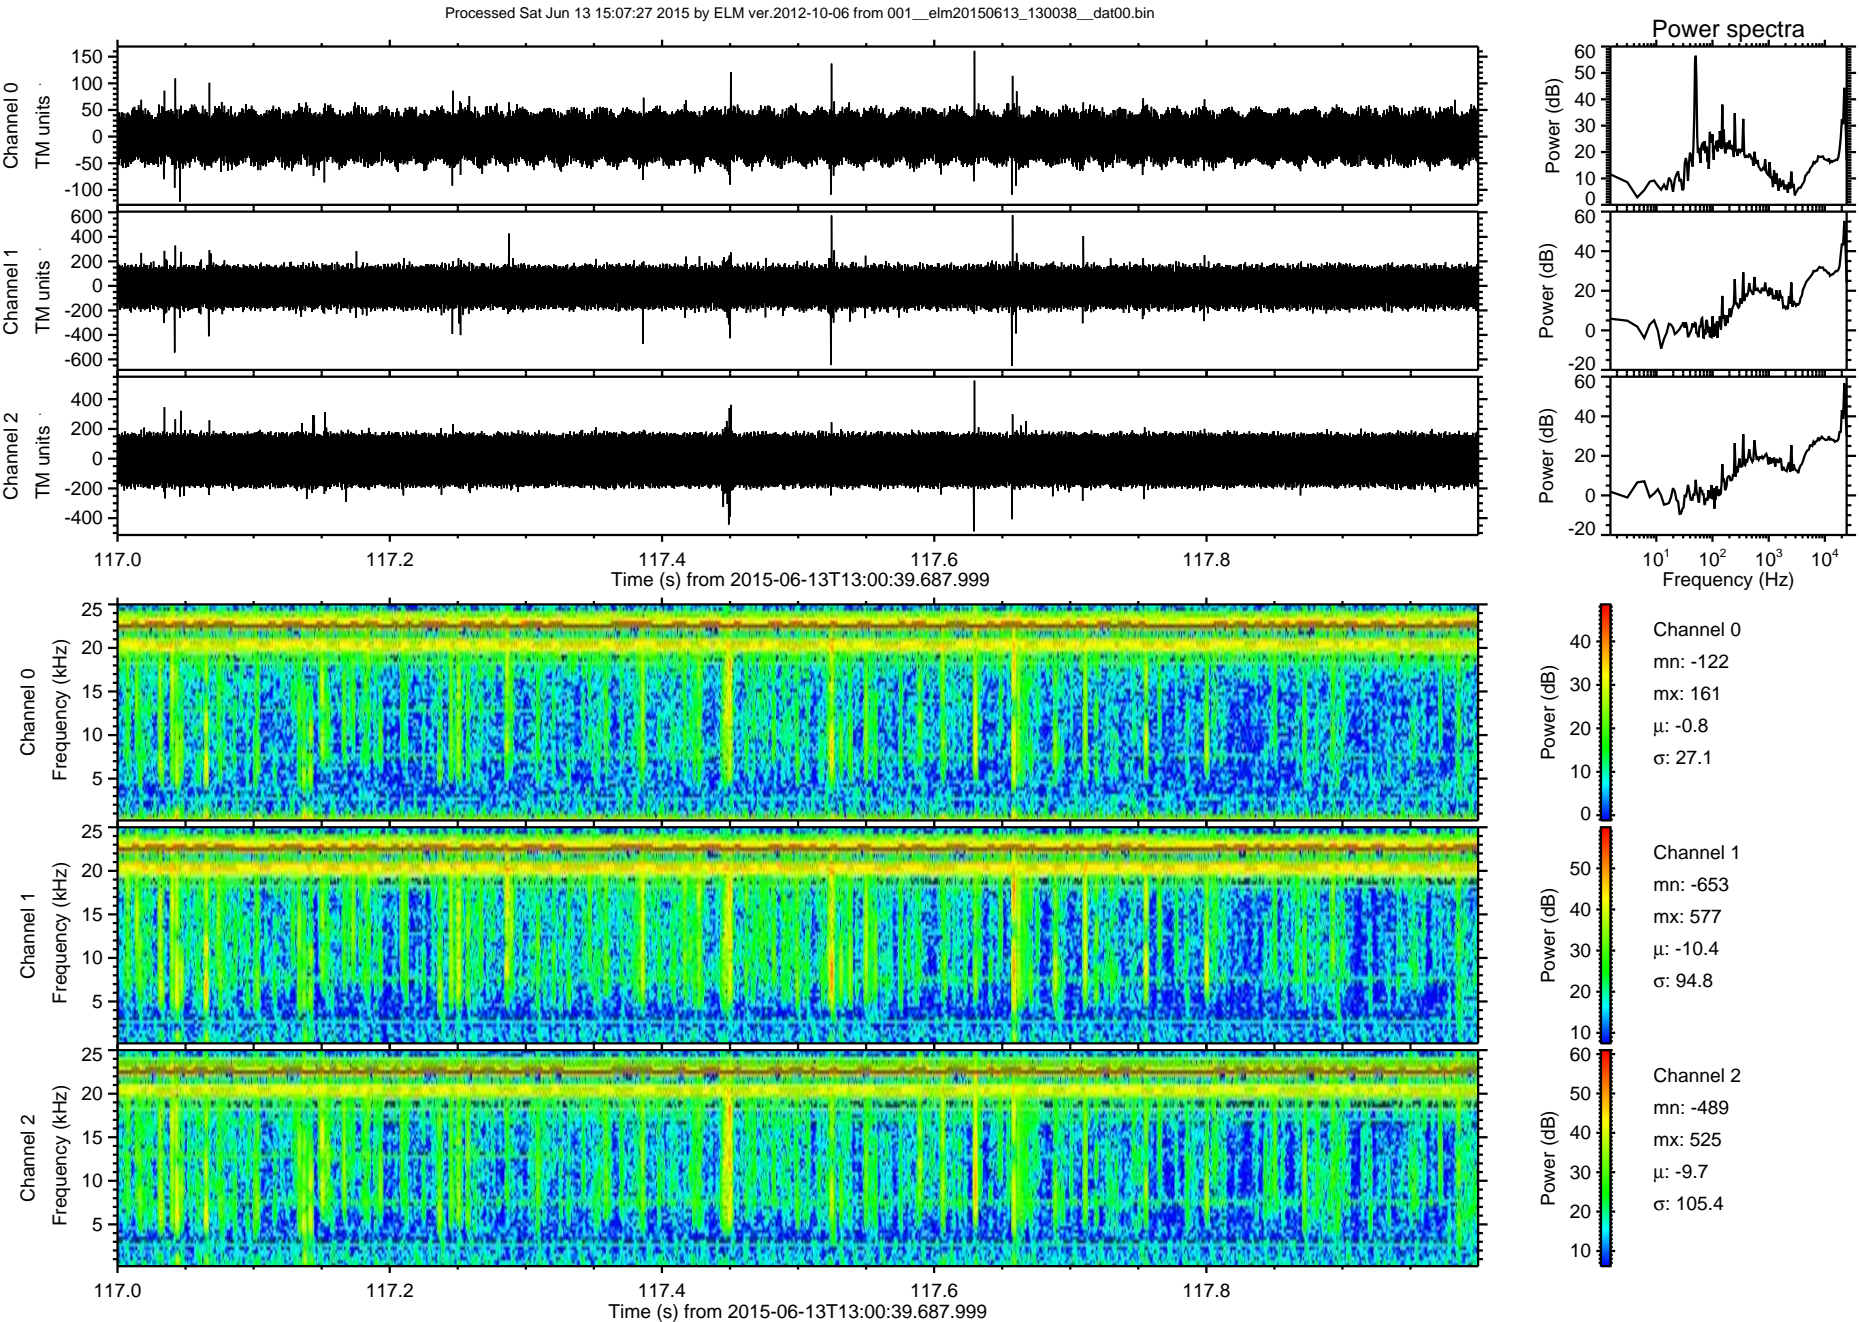 Processed Sat Jun 13 15:07:27 2015 by ELM ver.2012-10-06 from 001__elm20150613_130038__dat00.bin
Power spectra
Channel 0
TM units
150
100
50
0
-50
-100
Power (dB)
60
50
40
30
20
10
0
Channel 1
TM units
600
400
200
0
-200
-400
-600
Power (dB)
60
40
20
0
-20
Channel 2
TM units
400
200
0
-200
-400
Power (dB)
60
40
20
0
-20
117.0 117.2 117.4 117.6 117.8
Time (s) from 2015-06-13T13:00:39.687.999
10¹ 10² 10³ 10⁴
Frequency (Hz)
Channel 0
Frequency (kHz)
25
20
15
10
5
Power (dB)
40
30
20
10
0
Channel 0
mn: -122
mx: 161
μ: -0.8
σ: 27.1
Channel 1
Frequency (kHz)
25
20
15
10
5
Power (dB)
50
40
30
20
10
Channel 1
mn: -653
mx: 577
μ: -10.4
σ: 94.8
Channel 2
Frequency (kHz)
25
20
15
10
5
Power (dB)
60
50
40
30
20
10
Channel 2
mn: -489
mx: 525
μ: -9.7
σ: 105.4
117.0 117.2 117.4 117.6 117.8
Time (s) from 2015-06-13T13:00:39.687.999